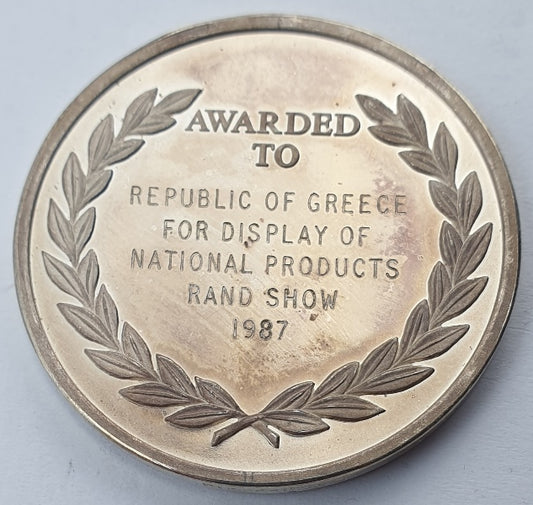 AWARDED
TO
REPUBLIC OF GREECE
FOR DISPLAY OF
NATIONAL PRODUCTS
RAND SHOW
1987